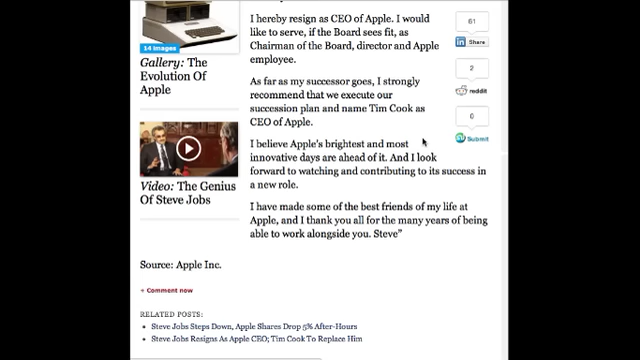 I hereby resign as CEO of Apple. I would
like to serve, if the Board sees fit, as
Chairman of the Board, director and Apple
employee.
As far as my successor goes, I strongly
recommend that we execute our
succession plan and name Tim Cook as
CEO of Apple.
I believe Apple's brightest and most
innovative days are ahead of it. And I look
forward to watching and contributing to its success in
a new role.
I have made some of the best friends of my life at
Apple, and I thank you all for the many years of being
able to work alongside you. Steve”
14 images
Gallery: The
Evolution Of
Apple
Video: The Genius
Of Steve Jobs
61
in Share
2
reddit
0
Submit
Source: Apple Inc.
+ Comment now
RELATED POSTS:
• Steve Jobs Steps Down, Apple Shares Drop 5% After-Hours
• Steve Jobs Resigns As Apple CEO; Tim Cook To Replace Him